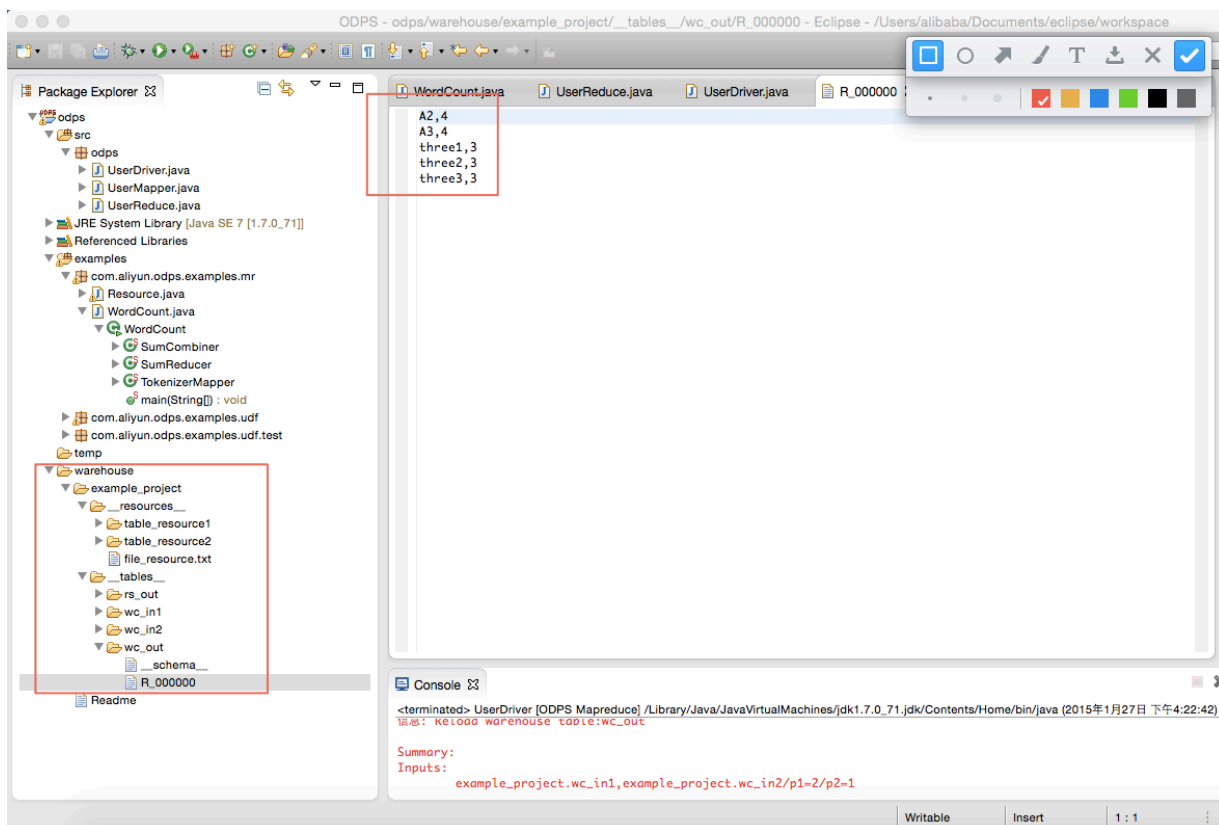 ODPS - odps/warehouse/example_project/__tables__/wc_out/R_000000 - Eclipse - /Users/alibaba/Documents/eclipse/workspace
T
Package Explorer
odps
src
odps
UserDriver.java
UserMapper.java
UserReduce.java
JRE System Library [Java SE 7 [1.7.0_71]]
Referenced Libraries
examples
com.aliyun.odps.examples.mr
Resource.java
WordCount.java
WordCount
SumCombiner
SumReducer
TokenizerMapper
main(String[]) : void
com.aliyun.odps.examples.udf
com.aliyun.odps.examples.udf.test
temp
warehouse
example_project
__resources__
table_resource1
table_resource2
file_resource.txt
__tables__
rs_out
wc_in1
wc_in2
wc_out
__schema__
R_000000
Readme
WordCount.java UserReduce.java UserDriver.java R_000000
A2,4
A3,4
three1,3
three2,3
three3,3
Console
<terminated> UserDriver [ODPS Mapreduce] /Library/Java/JavaVirtualMachines/jdk1.7.0_71.jdk/Contents/Home/bin/java (2015年1月27日 下午4:22:42)
信息: Reload warehouse table:wc_out
Summary:
Inputs:
example_project.wc_in1,example_project.wc_in2/p1=2/p2=1
Writable Insert 1 : 1